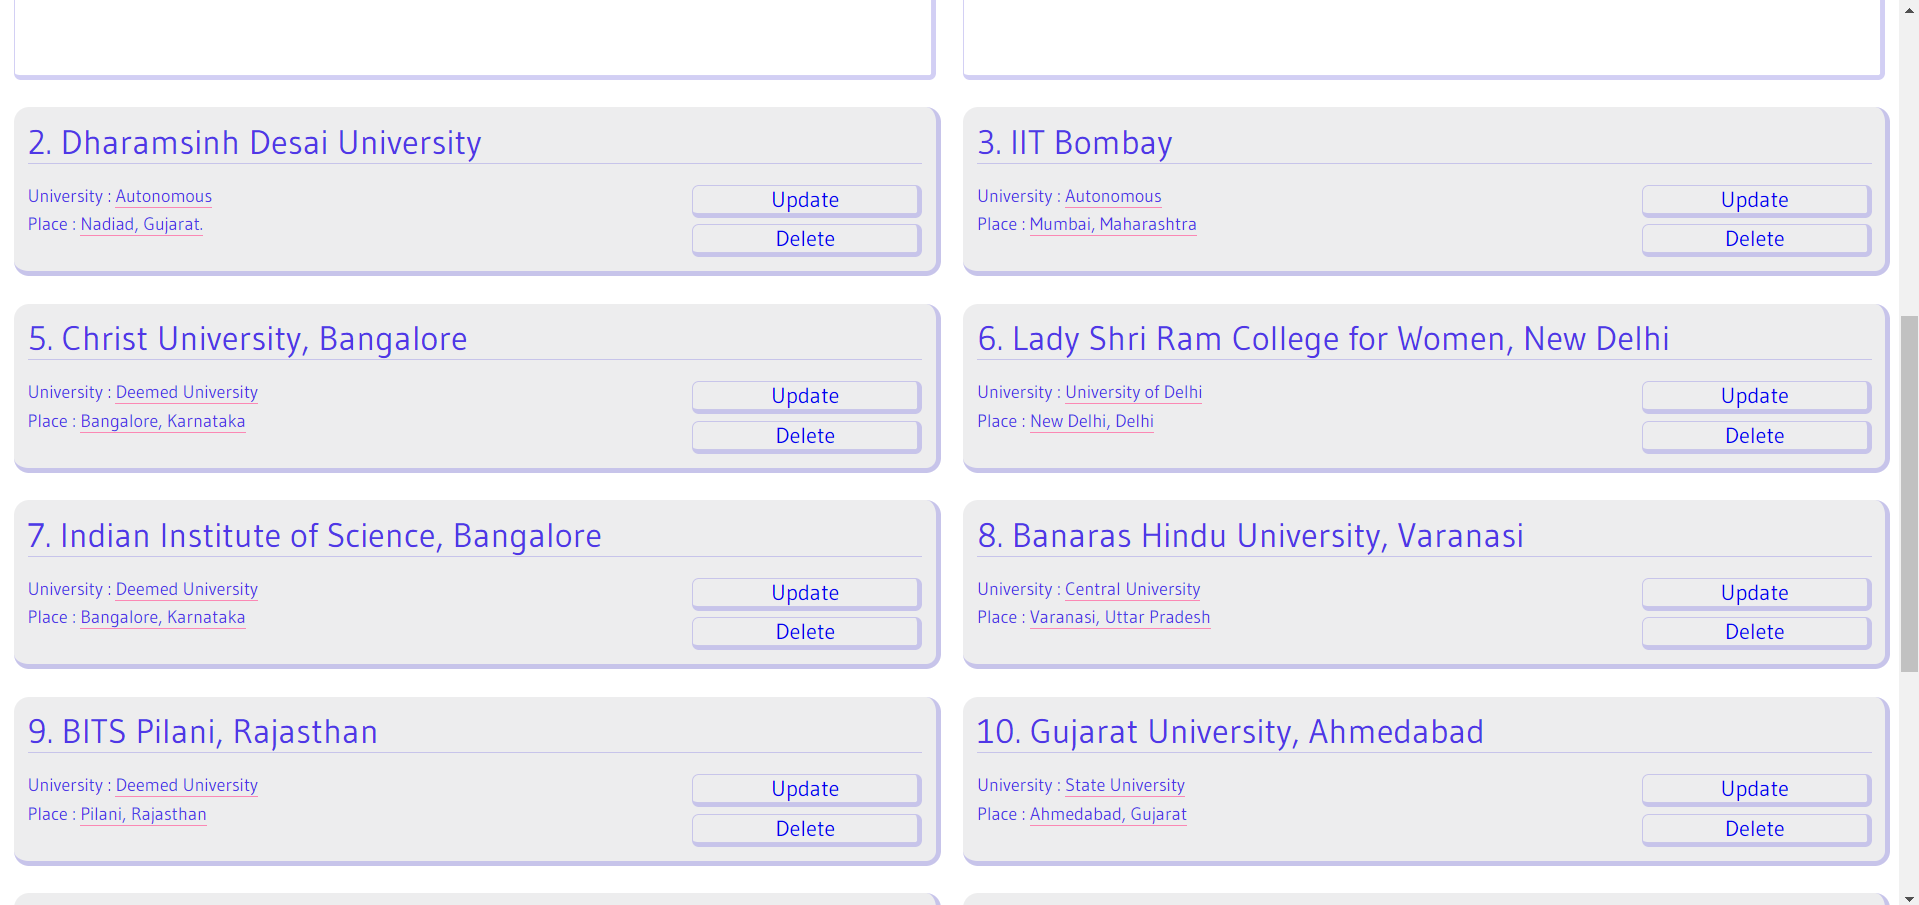 2. Dharamsinh Desai University
University : Autonomous
Place : Nadiad, Gujarat.
Update
Delete
3. IIT Bombay
University : Autonomous
Place : Mumbai, Maharashtra
Update
Delete
5. Christ University, Bangalore
University : Deemed University
Place : Bangalore, Karnataka
Update
Delete
6. Lady Shri Ram College for Women, New Delhi
University : University of Delhi
Place : New Delhi, Delhi
Update
Delete
7. Indian Institute of Science, Bangalore
University : Deemed University
Place : Bangalore, Karnataka
Update
Delete
8. Banaras Hindu University, Varanasi
University : Central University
Place : Varanasi, Uttar Pradesh
Update
Delete
9. BITS Pilani, Rajasthan
University : Deemed University
Place : Pilani, Rajasthan
Update
Delete
10. Gujarat University, Ahmedabad
University : State University
Place : Ahmedabad, Gujarat
Update
Delete